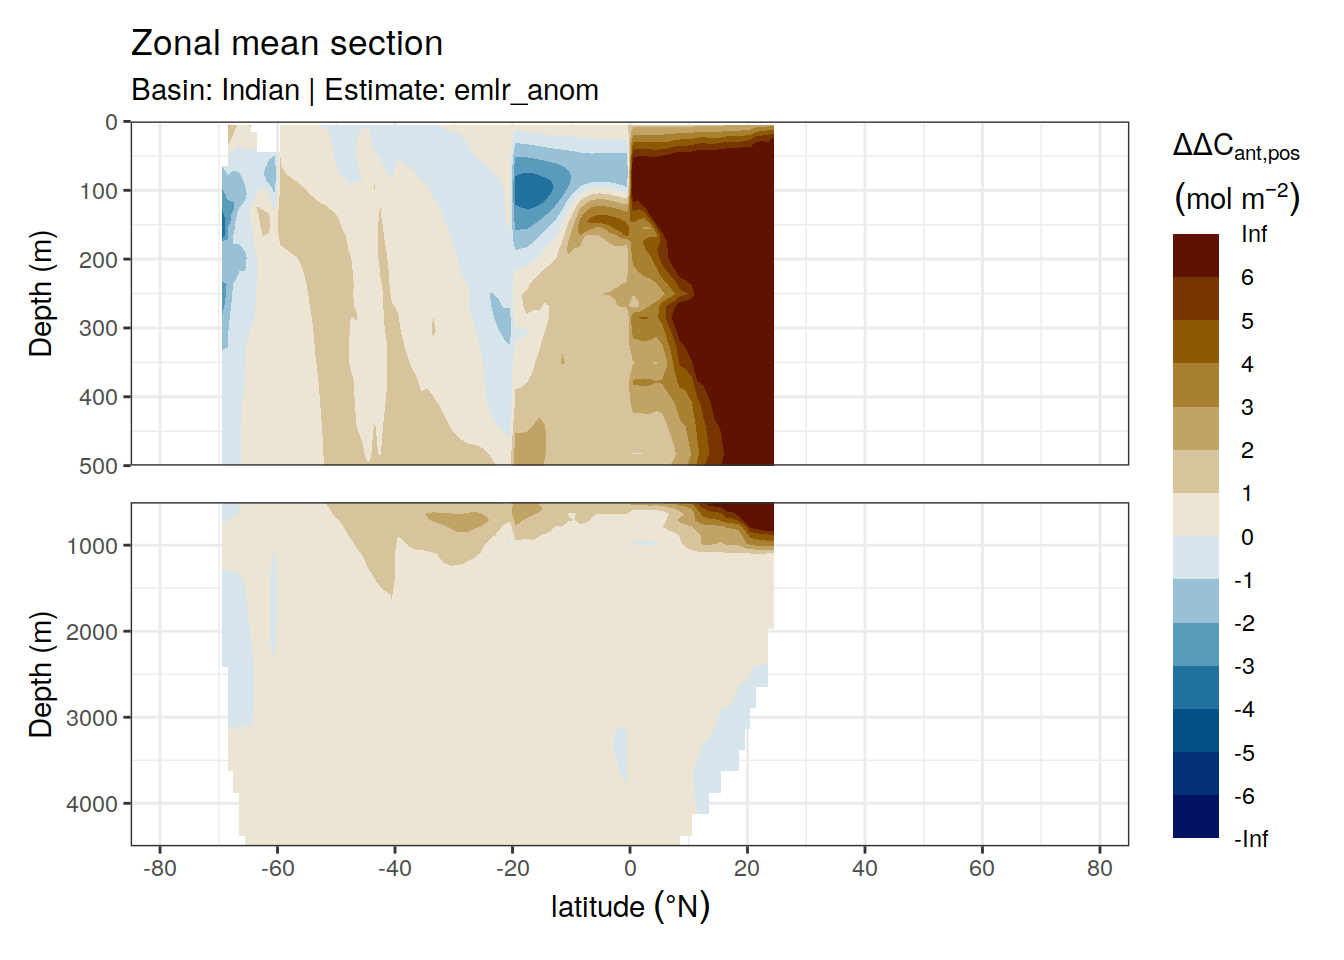 Zonal mean section
Basin: Indian | Estimate: emlr_anom
0
100
200
300
400
500
Depth (m)
1000
2000
3000
4000
Depth (m)
-80 -60 -40 -20 0 20 40 60 80
latitude (°N)
ΔΔCant,pos
(mol m−2)
Inf
6
5
4
3
2
1
0
-1
-2
-3
-4
-5
-6
-Inf